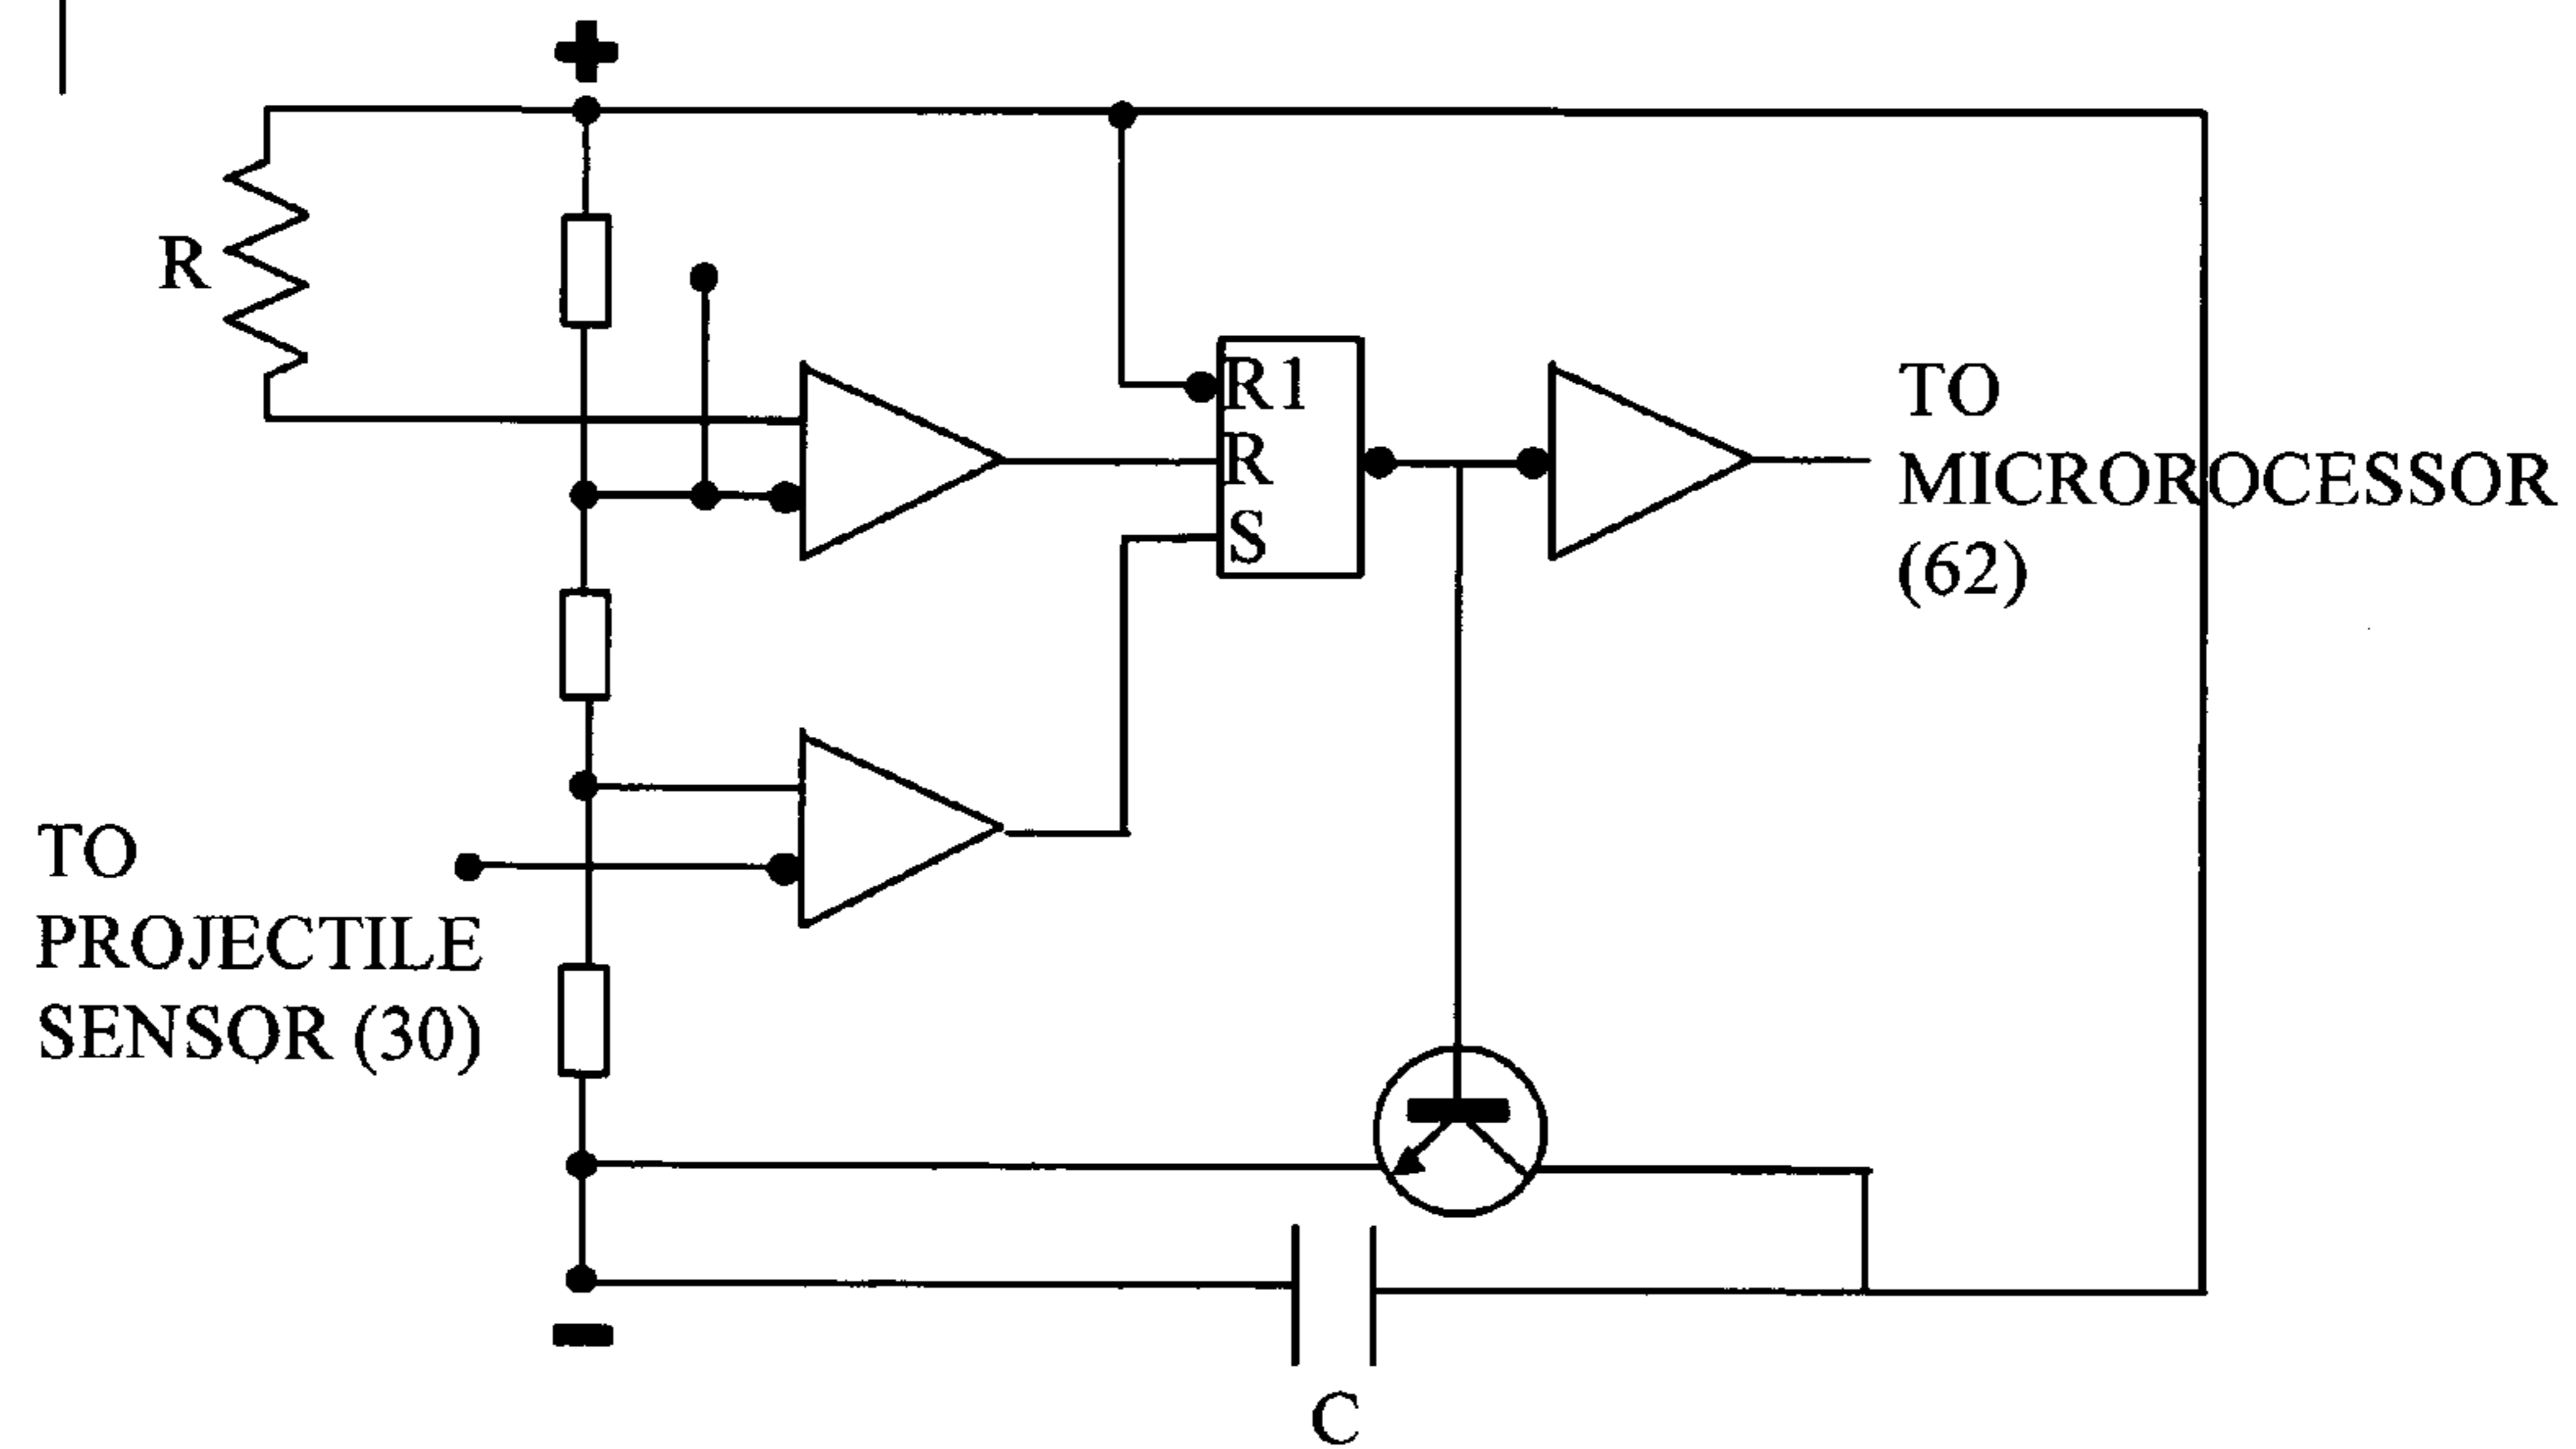 +
R
R1
R
S
TO
MICROROCESSOR
(62)
TO
PROJECTILE
SENSOR (30)
−
C